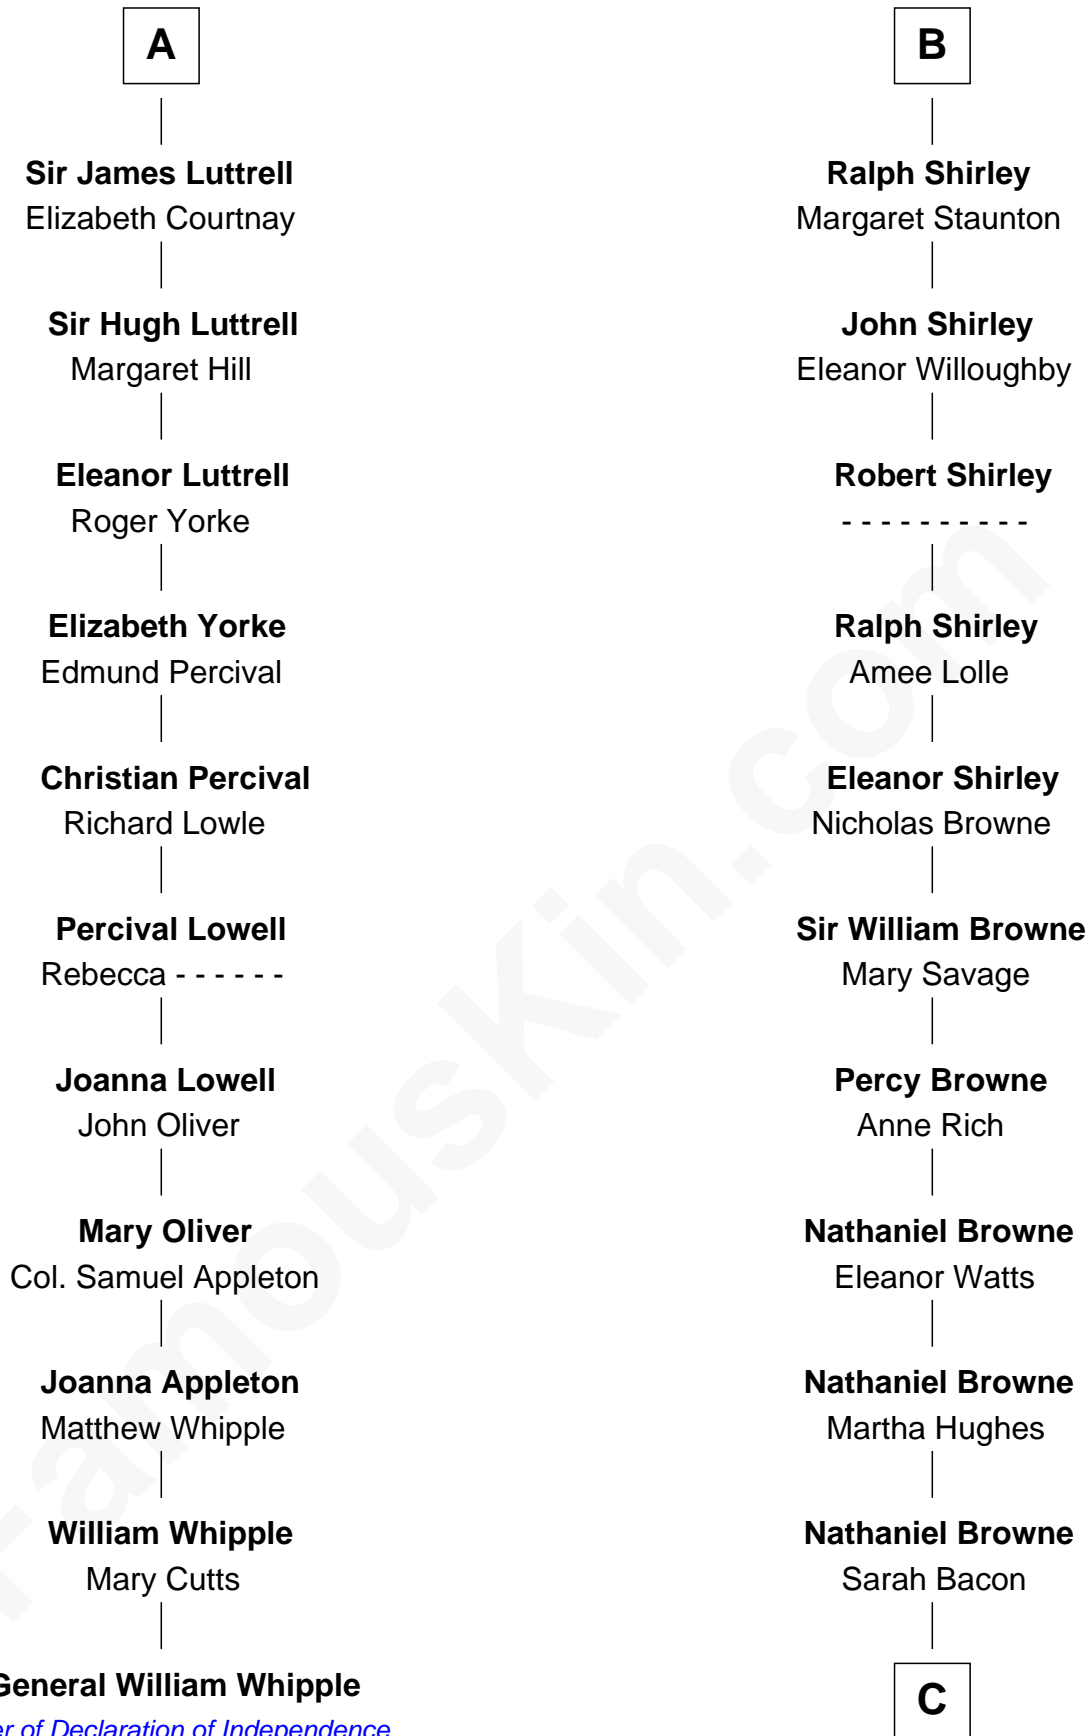 A
Sir James Luttrell
Elizabeth Courtnay
Sir Hugh Luttrell
Margaret Hill
Eleanor Luttrell
Roger Yorke
Elizabeth Yorke
Edmund Percival
Christian Percival
Richard Lowle
Percival Lowell
Rebecca - - - - - -
Joanna Lowell
John Oliver
Mary Oliver
Col. Samuel Appleton
Joanna Appleton
Matthew Whipple
William Whipple
Mary Cutts
General William Whipple
er of Declaration of Independence
B
Ralph Shirley
Margaret Staunton
John Shirley
Eleanor Willoughby
Robert Shirley
- - - - - - - - - -
Ralph Shirley
Amee Lolle
Eleanor Shirley
Nicholas Browne
Sir William Browne
Mary Savage
Percy Browne
Anne Rich
Nathaniel Browne
Eleanor Watts
Nathaniel Browne
Martha Hughes
Nathaniel Browne
Sarah Bacon
C
FamousKin.com